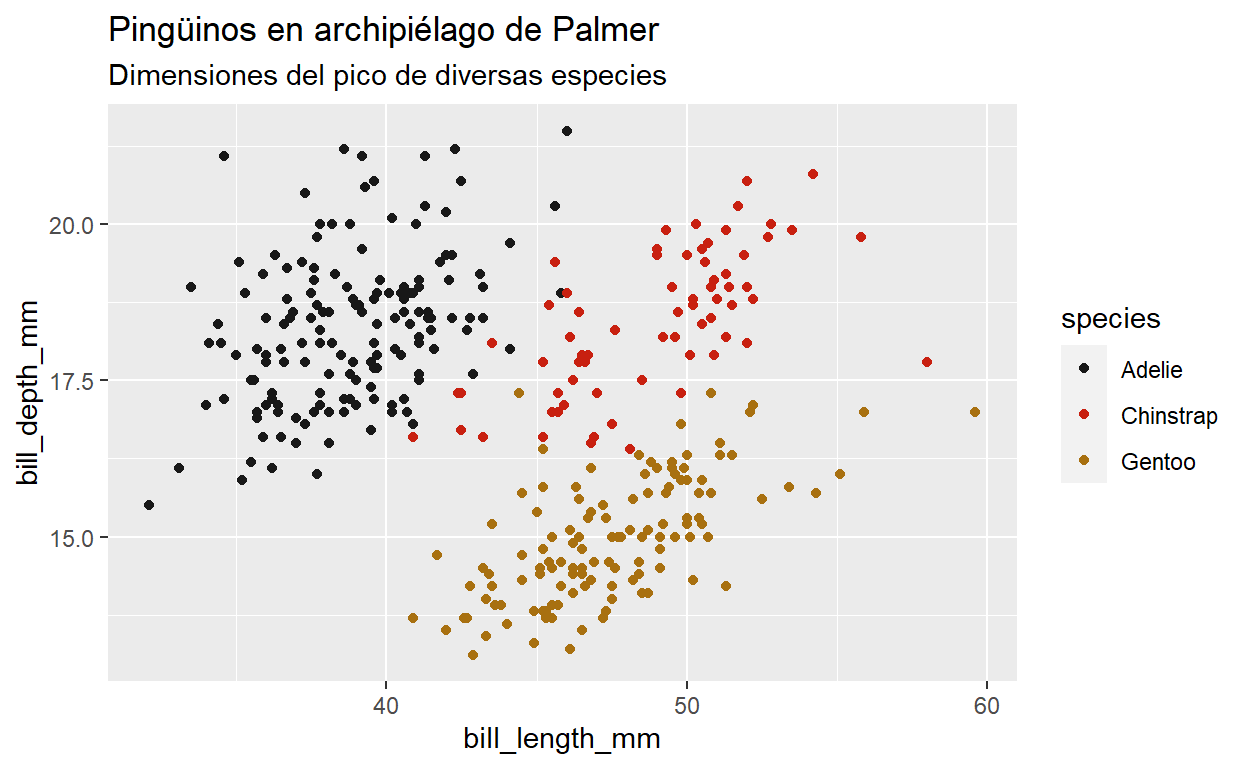 Pingüinos en archipiélago de Palmer
Dimensiones del pico de diversas especies
bill_depth_mm
20.0
17.5
15.0
40
50
60
bill_length_mm
species
Adelie
Chinstrap
Gentoo